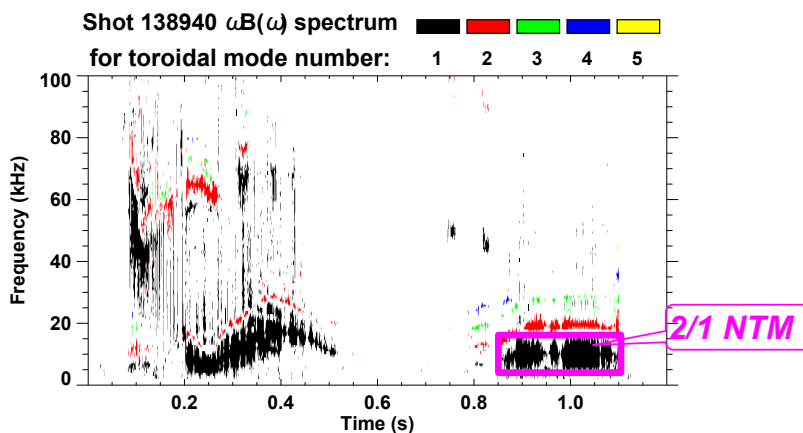 Shot 138940 ωB(ω) spectrum
for toroidal mode number: 1 2 3 4 5
100
80
60
40
20
0
Frequency (kHz)
2/1 NTM
0.2 0.4 0.6 0.8 1.0
Time (s)